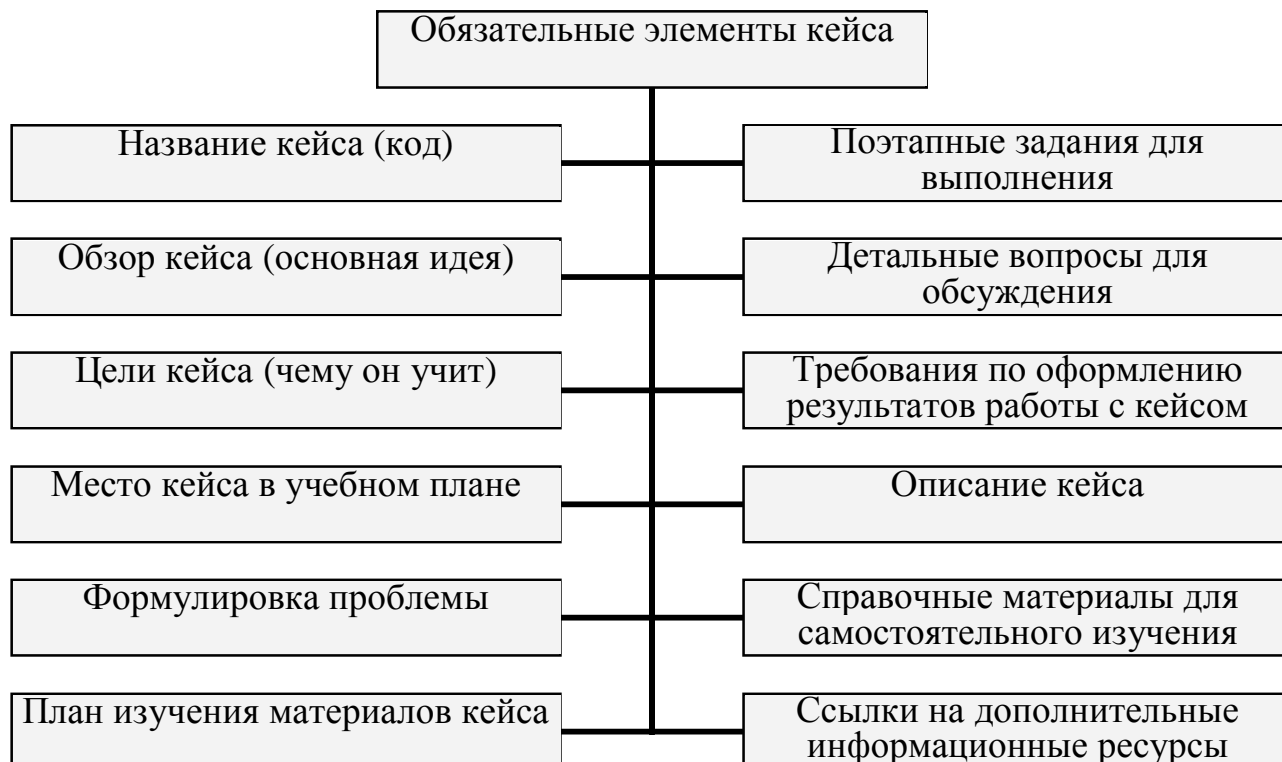 Обязательные элементы кейса
Название кейса (код)
Обзор кейса (основная идея)
Цели кейса (чему он учит)
Место кейса в учебном плане
Формулировка проблемы
План изучения материалов кейса
Поэтапные задания для
выполнения
Детальные вопросы для
обсуждения
Требования по оформлению
результатов работы с кейсом
Описание кейса
Справочные материалы для
самостоятельного изучения
Ссылки на дополнительные
информационные ресурсы